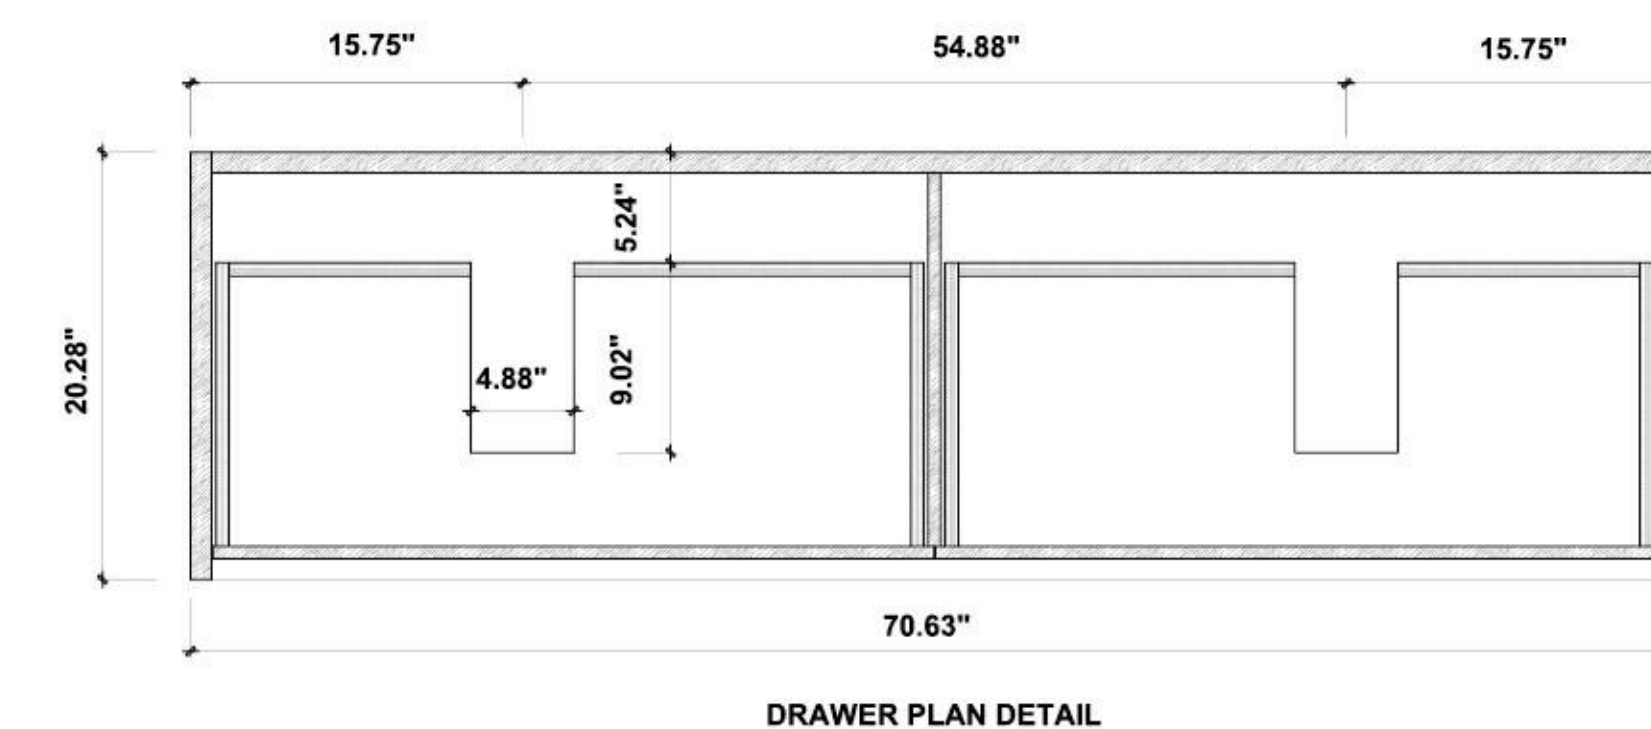 15.75" 54.88" 15.75"
5.24"
20.28"
9.02"
4.88"
70.63"
DRAWER PLAN DETAIL